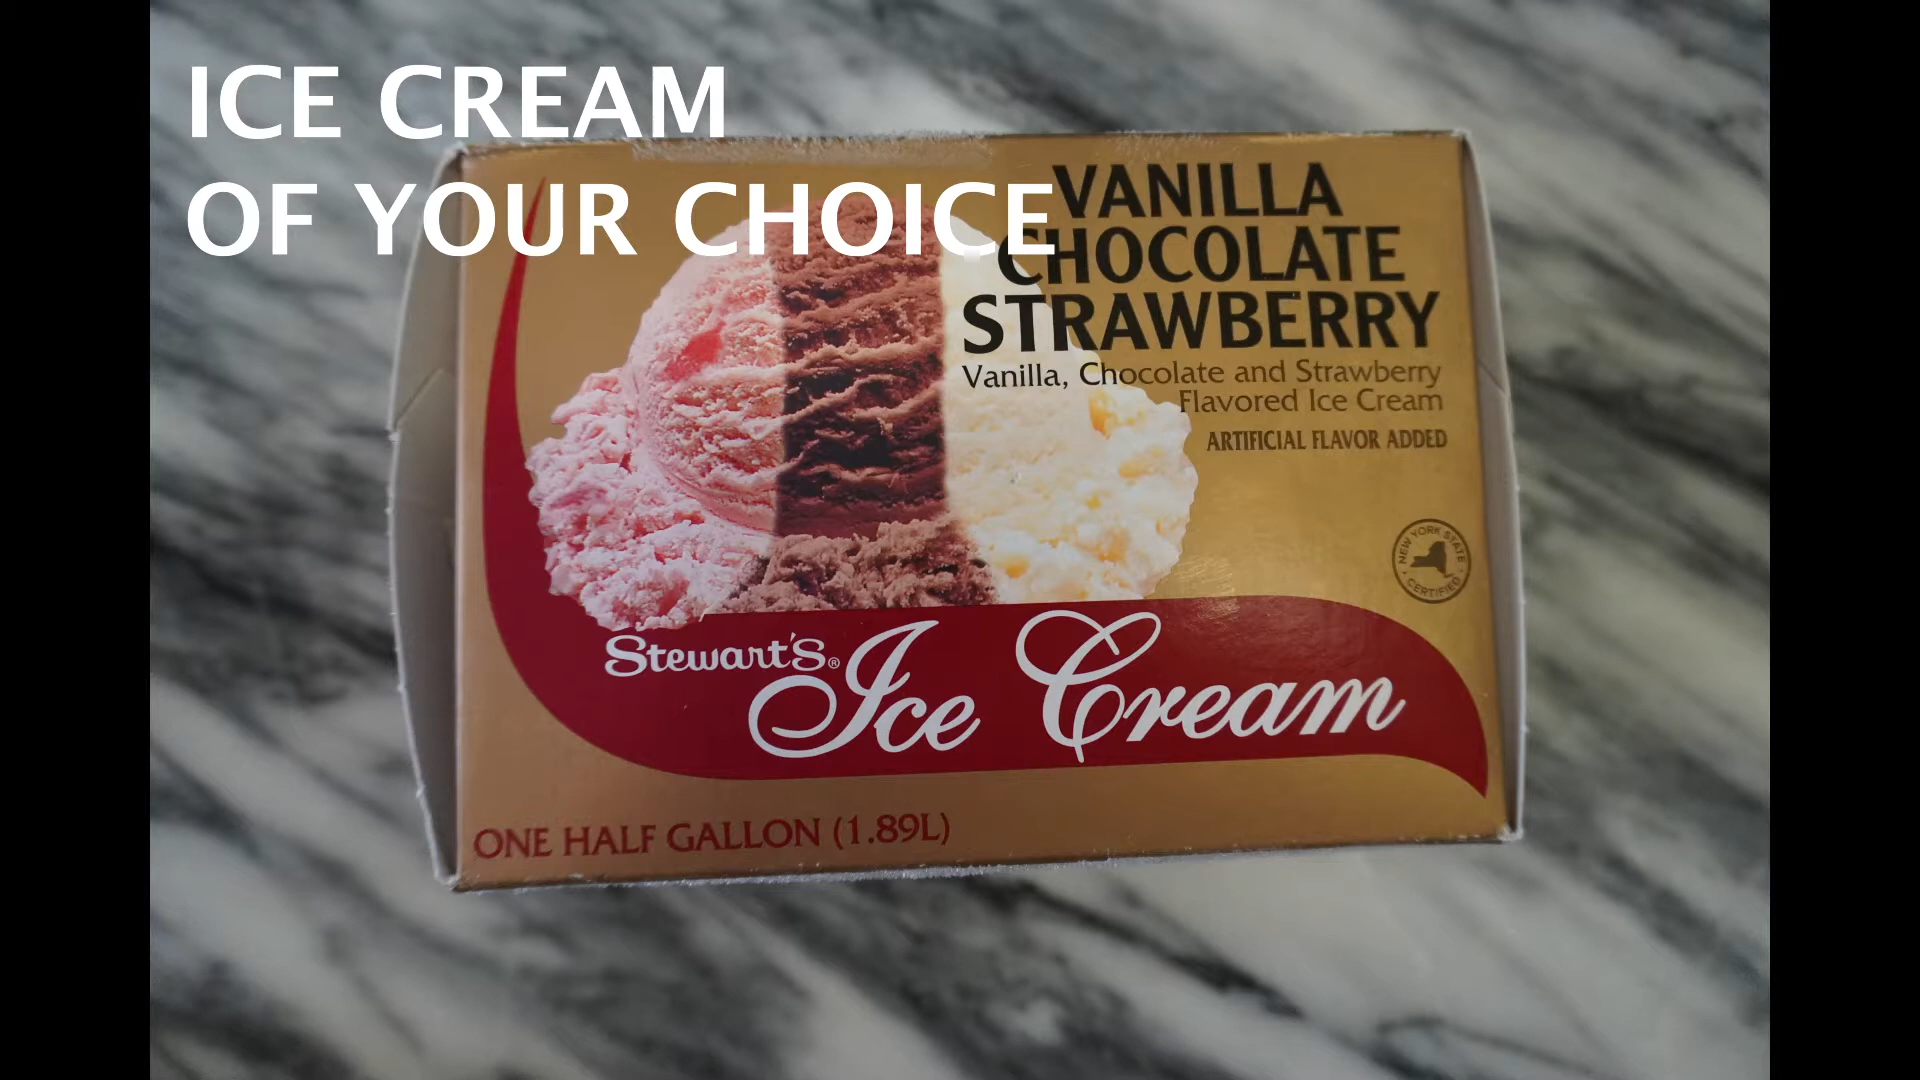 ICE CREAM
OF YOUR CHOICE
VANILLA
CHOCOLATE
STRAWBERRY
Vanilla, Chocolate and Strawberry
Flavored Ice Cream
ARTIFICIAL FLAVOR ADDED
NEW YORK STATE
CERTIFIED
Stewart's®
Ice Cream
ONE HALF GALLON (1.89L)